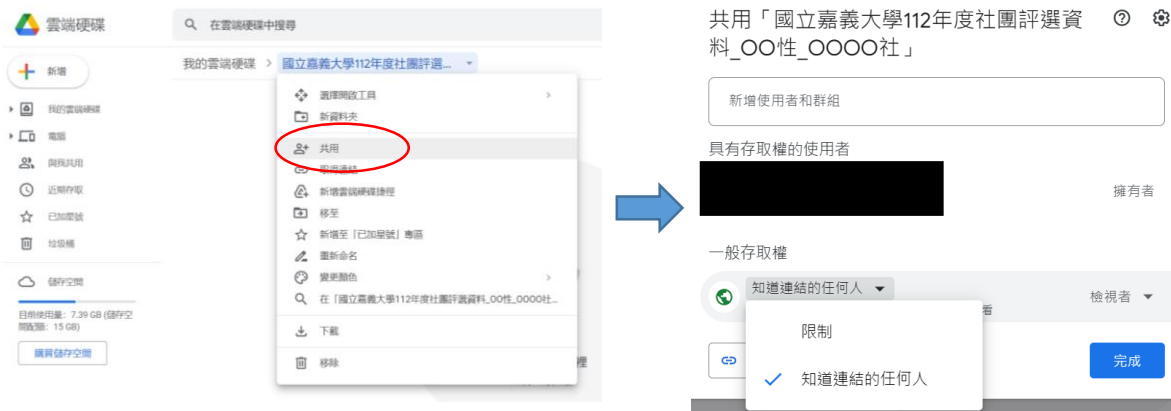 雲端硬碟
在雲端硬碟中搜尋
新增
我的雲端硬碟
電腦
與我共用
近期存取
已加星號
垃圾桶
儲存空間
目前使用量：7.39 GB (儲存空
間配額：15 GB)
購買儲存空間
我的雲端硬碟 > 國立嘉義大學112年度社團評選...
選擇開啟工具
新資料夾
共用
取得連結
新增雲端硬碟捷徑
移至
新增至「已加星號」專區
重新命名
變更顏色
在「國立嘉義大學112年度社團評選資料_OO性_OOOO社...
下載
移除
裡
共用「國立嘉義大學112年度社團評選資
料_OO性_OOOO社」
新增使用者和群組
具有存取權的使用者
擁有者
一般存取權
知道連結的任何人
檢視者
看
限制
知道連結的任何人
完成